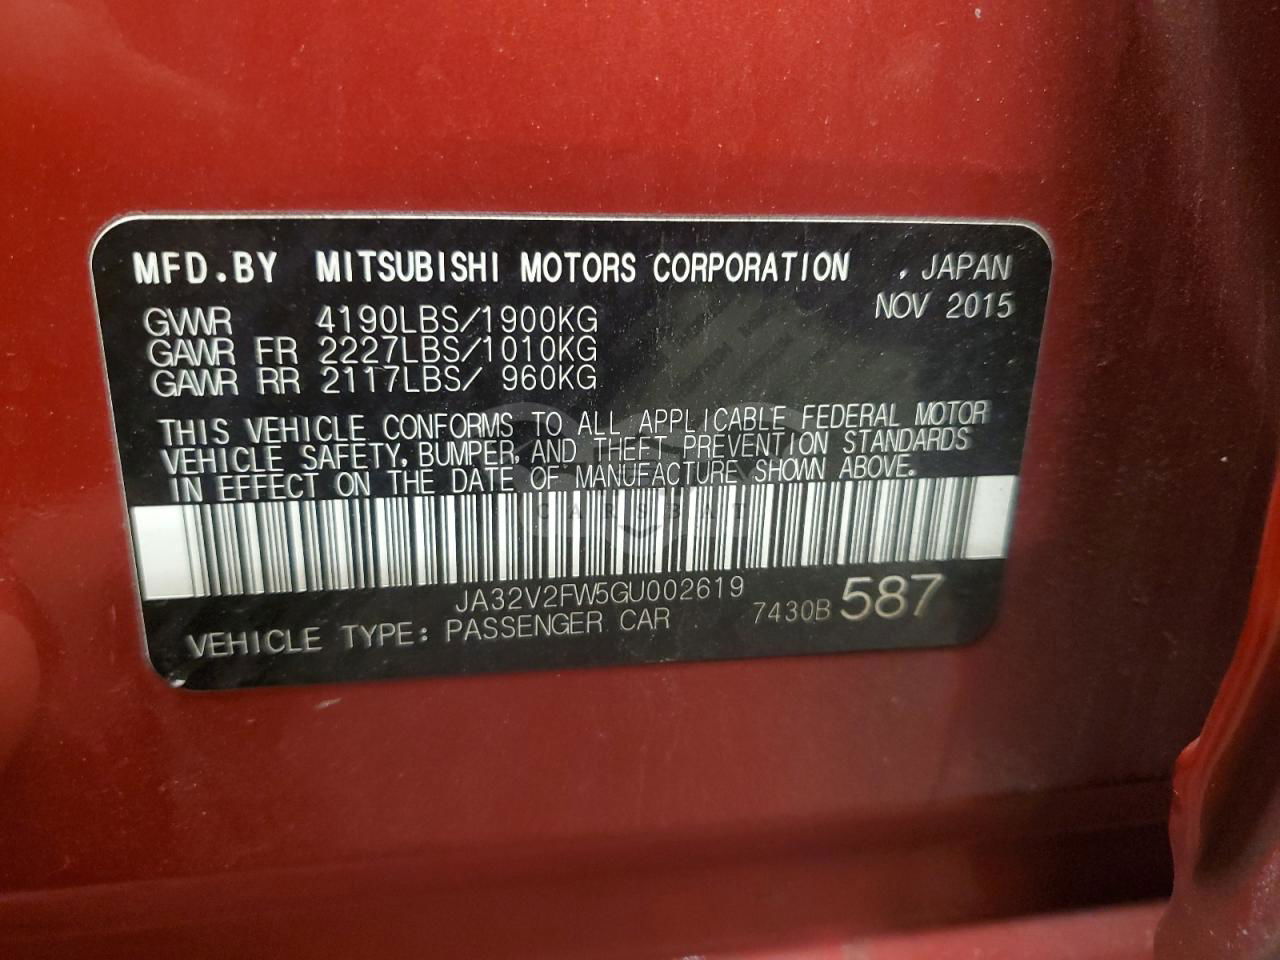 MFD.BY MITSUBISHI MOTORS CORPORATION , JAPAN
NOV 2015
GVWR 4190LBS/1900KG
GAWR FR 2227LBS/1010KG
GAWR RR 2117LBS/ 960KG
THIS VEHICLE CONFORMS TO ALL APPLICABLE FEDERAL MOTOR
VEHICLE SAFETY, BUMPER, AND THEFT PREVENTION STANDARDS
IN EFFECT ON THE DATE OF MANUFACTURE SHOWN ABOVE.
CARSBAT
JA32V2FW5GU002619
VEHICLE TYPE: PASSENGER CAR 7430B 587